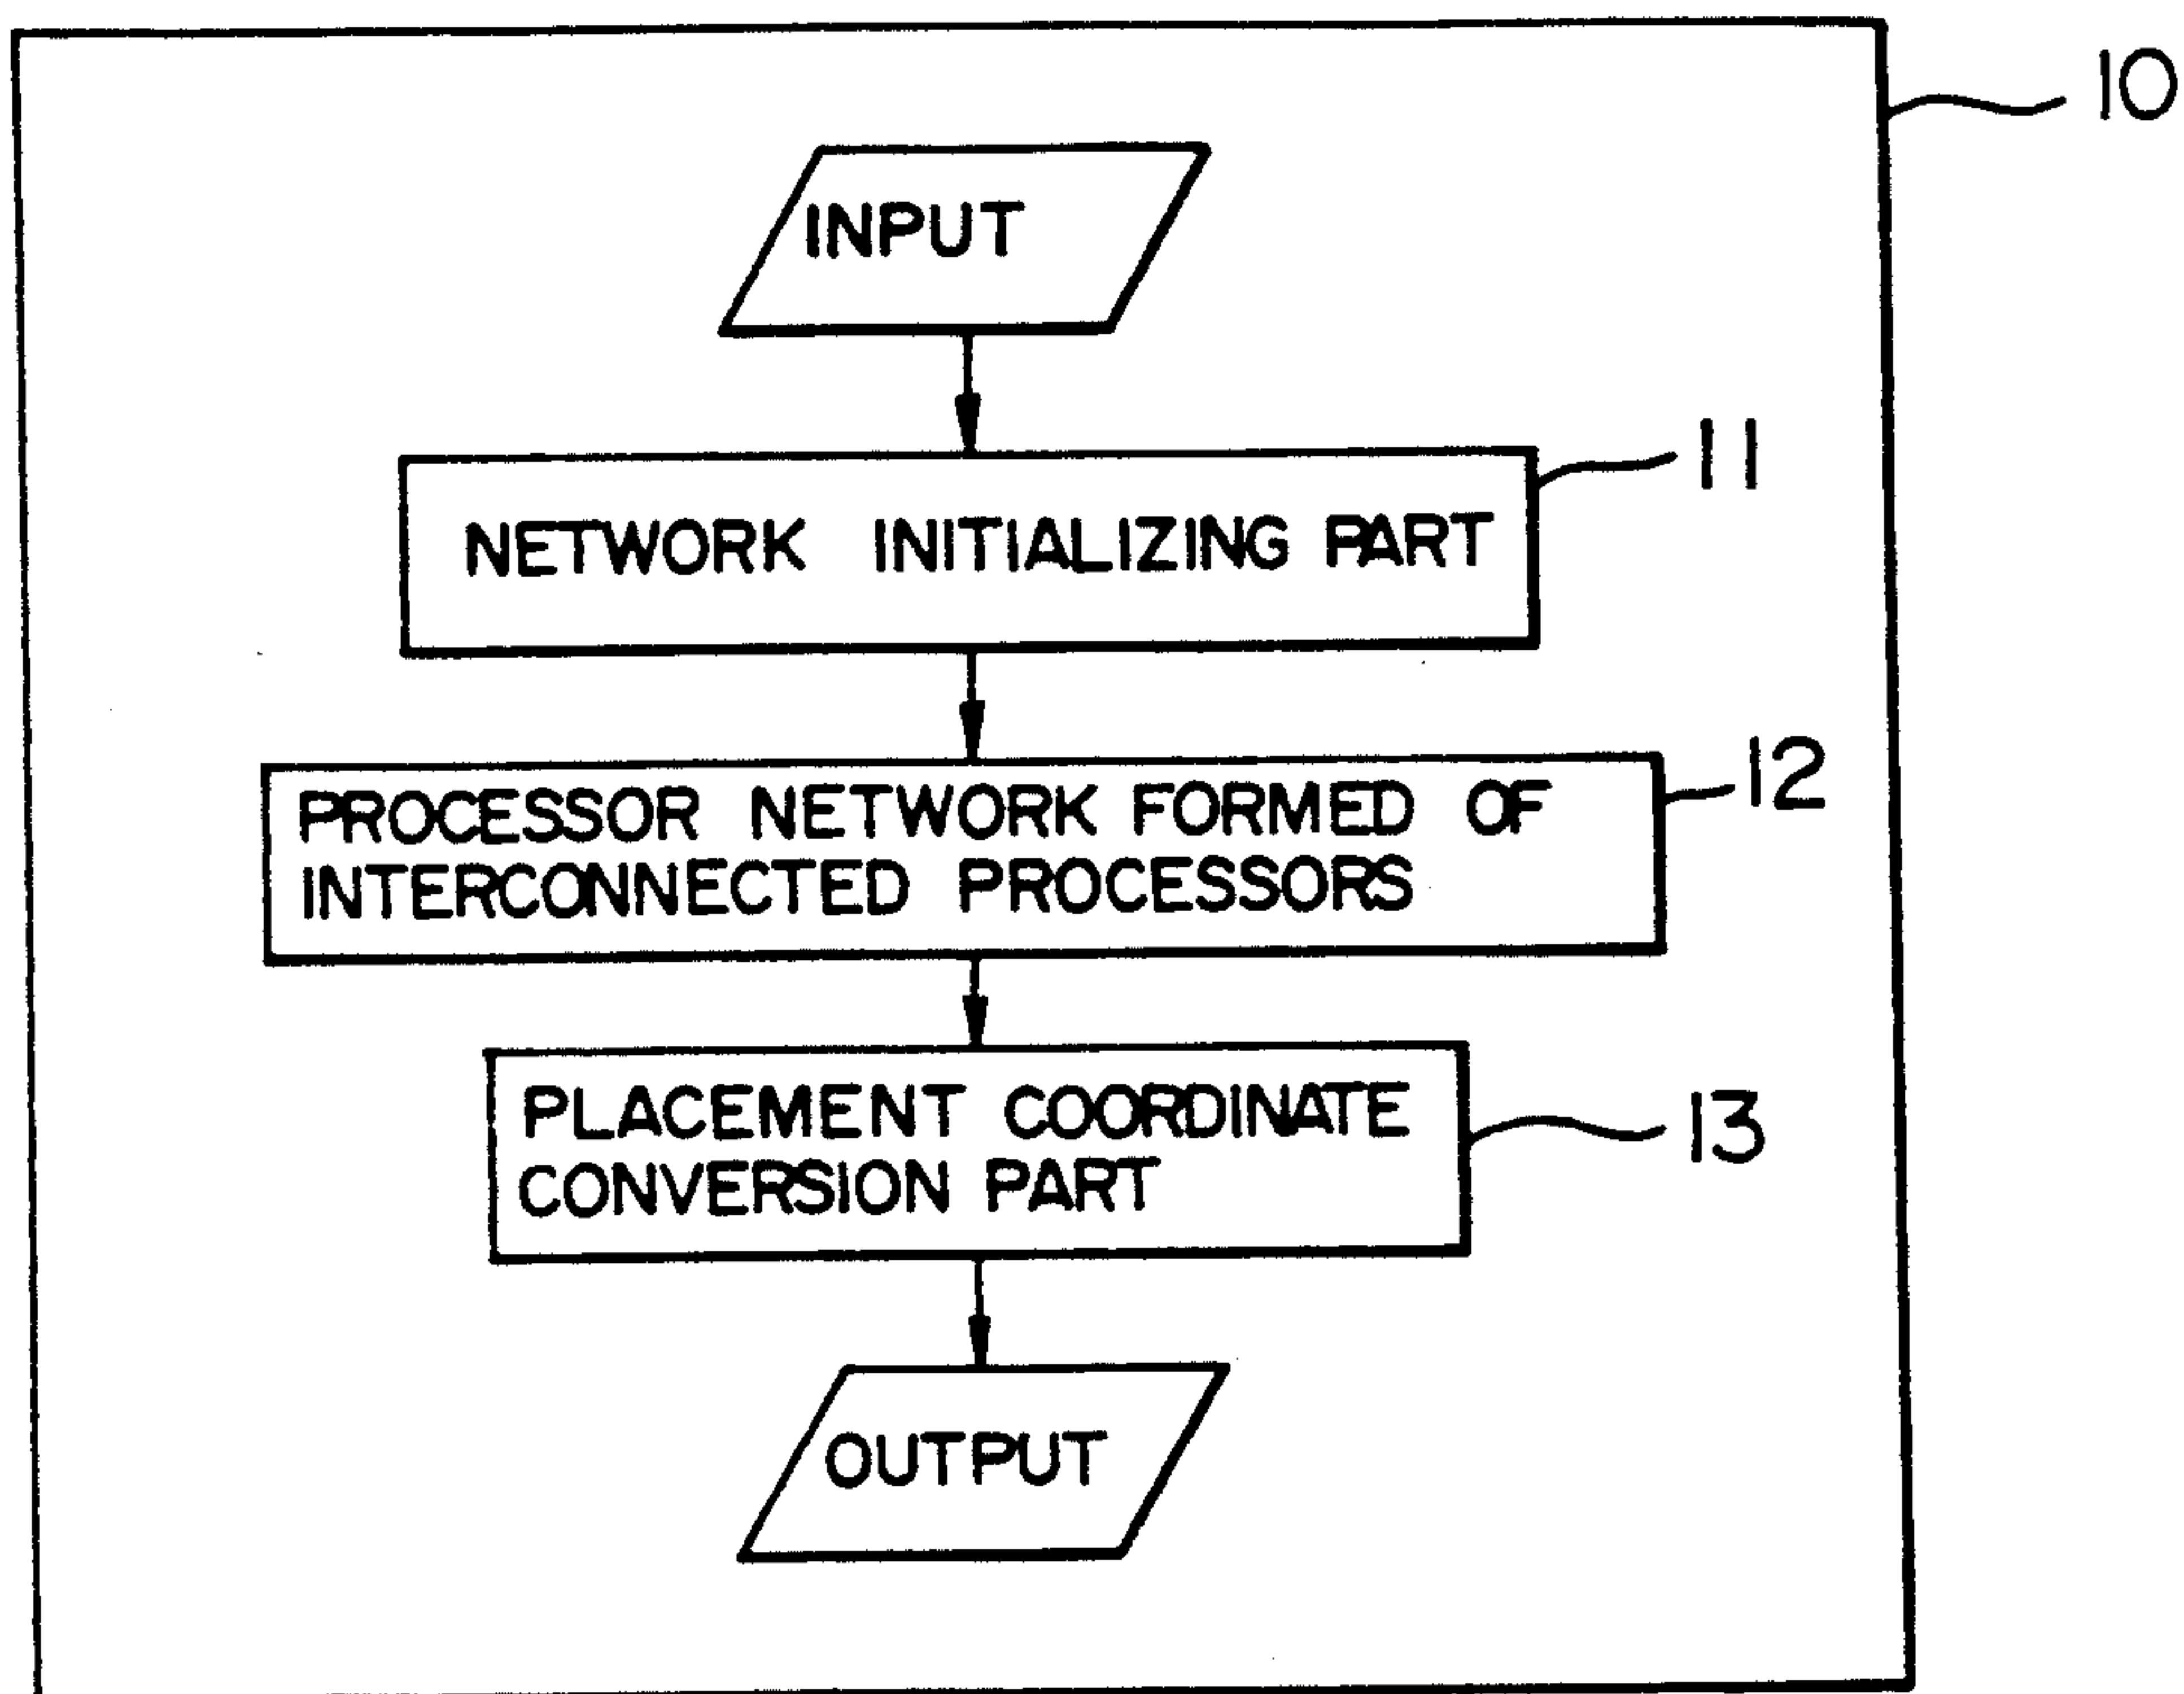 10
INPUT
11
NETWORK INITIALIZING PART
12
PROCESSOR NETWORK FORMED OF
INTERCONNECTED PROCESSORS
PLACEMENT COORDINATE
13
CONVERSION PART
OUTPUT